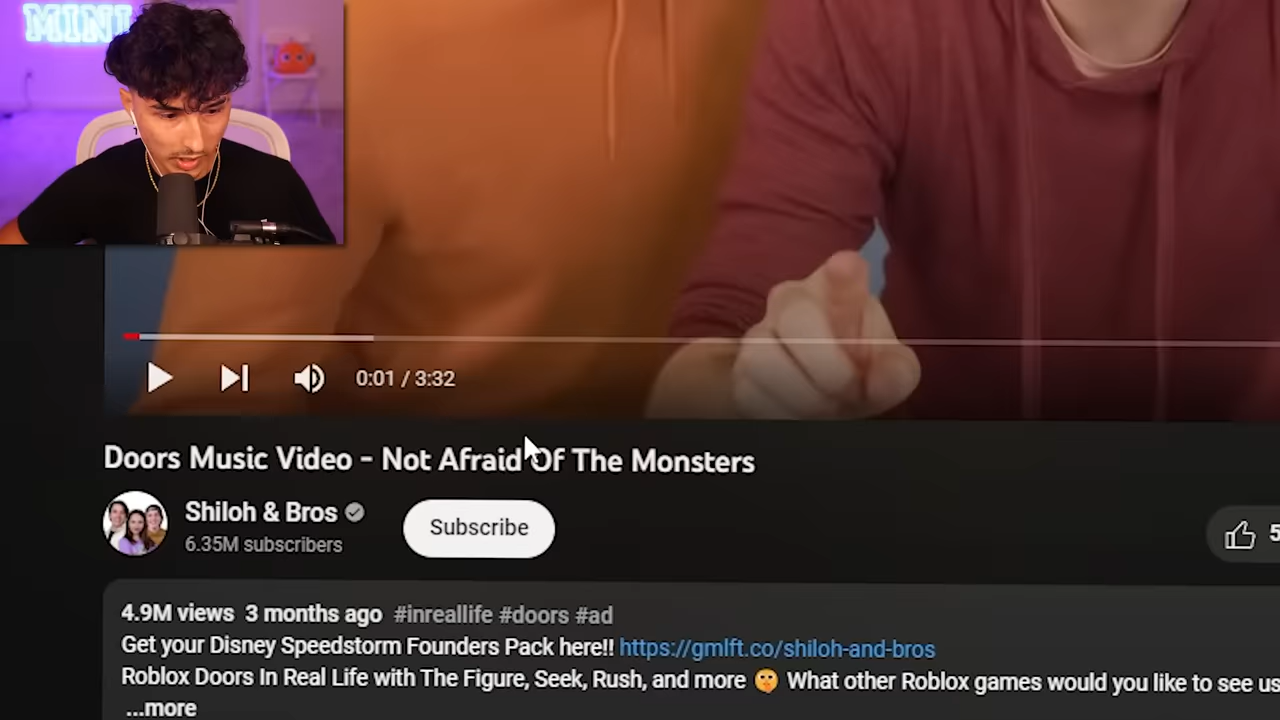 MINI
0:01 / 3:32
Doors Music Video - Not Afraid Of The Monsters
Shiloh & Bros
Subscribe
6.35M subscribers
5
4.9M views 3 months ago #inreallife #doors #ad
Get your Disney Speedstorm Founders Pack here!! https://gmlft.co/shiloh-and-bros
Roblox Doors In Real Life with The Figure, Seek, Rush, and more 🫣 What other Roblox games would you like to see us
...more